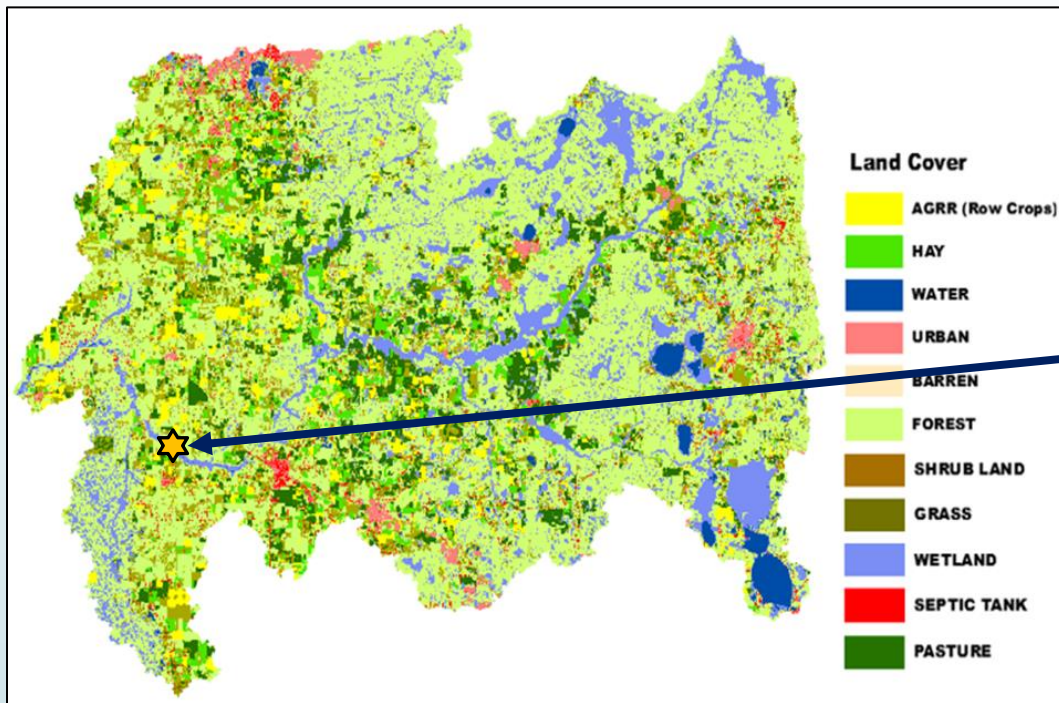 Land Cover
AGRR (Row Crops)
HAY
WATER
URBAN
BARREN
FOREST
SHRUB LAND
GRASS
WETLAND
SEPTIC TANK
PASTURE